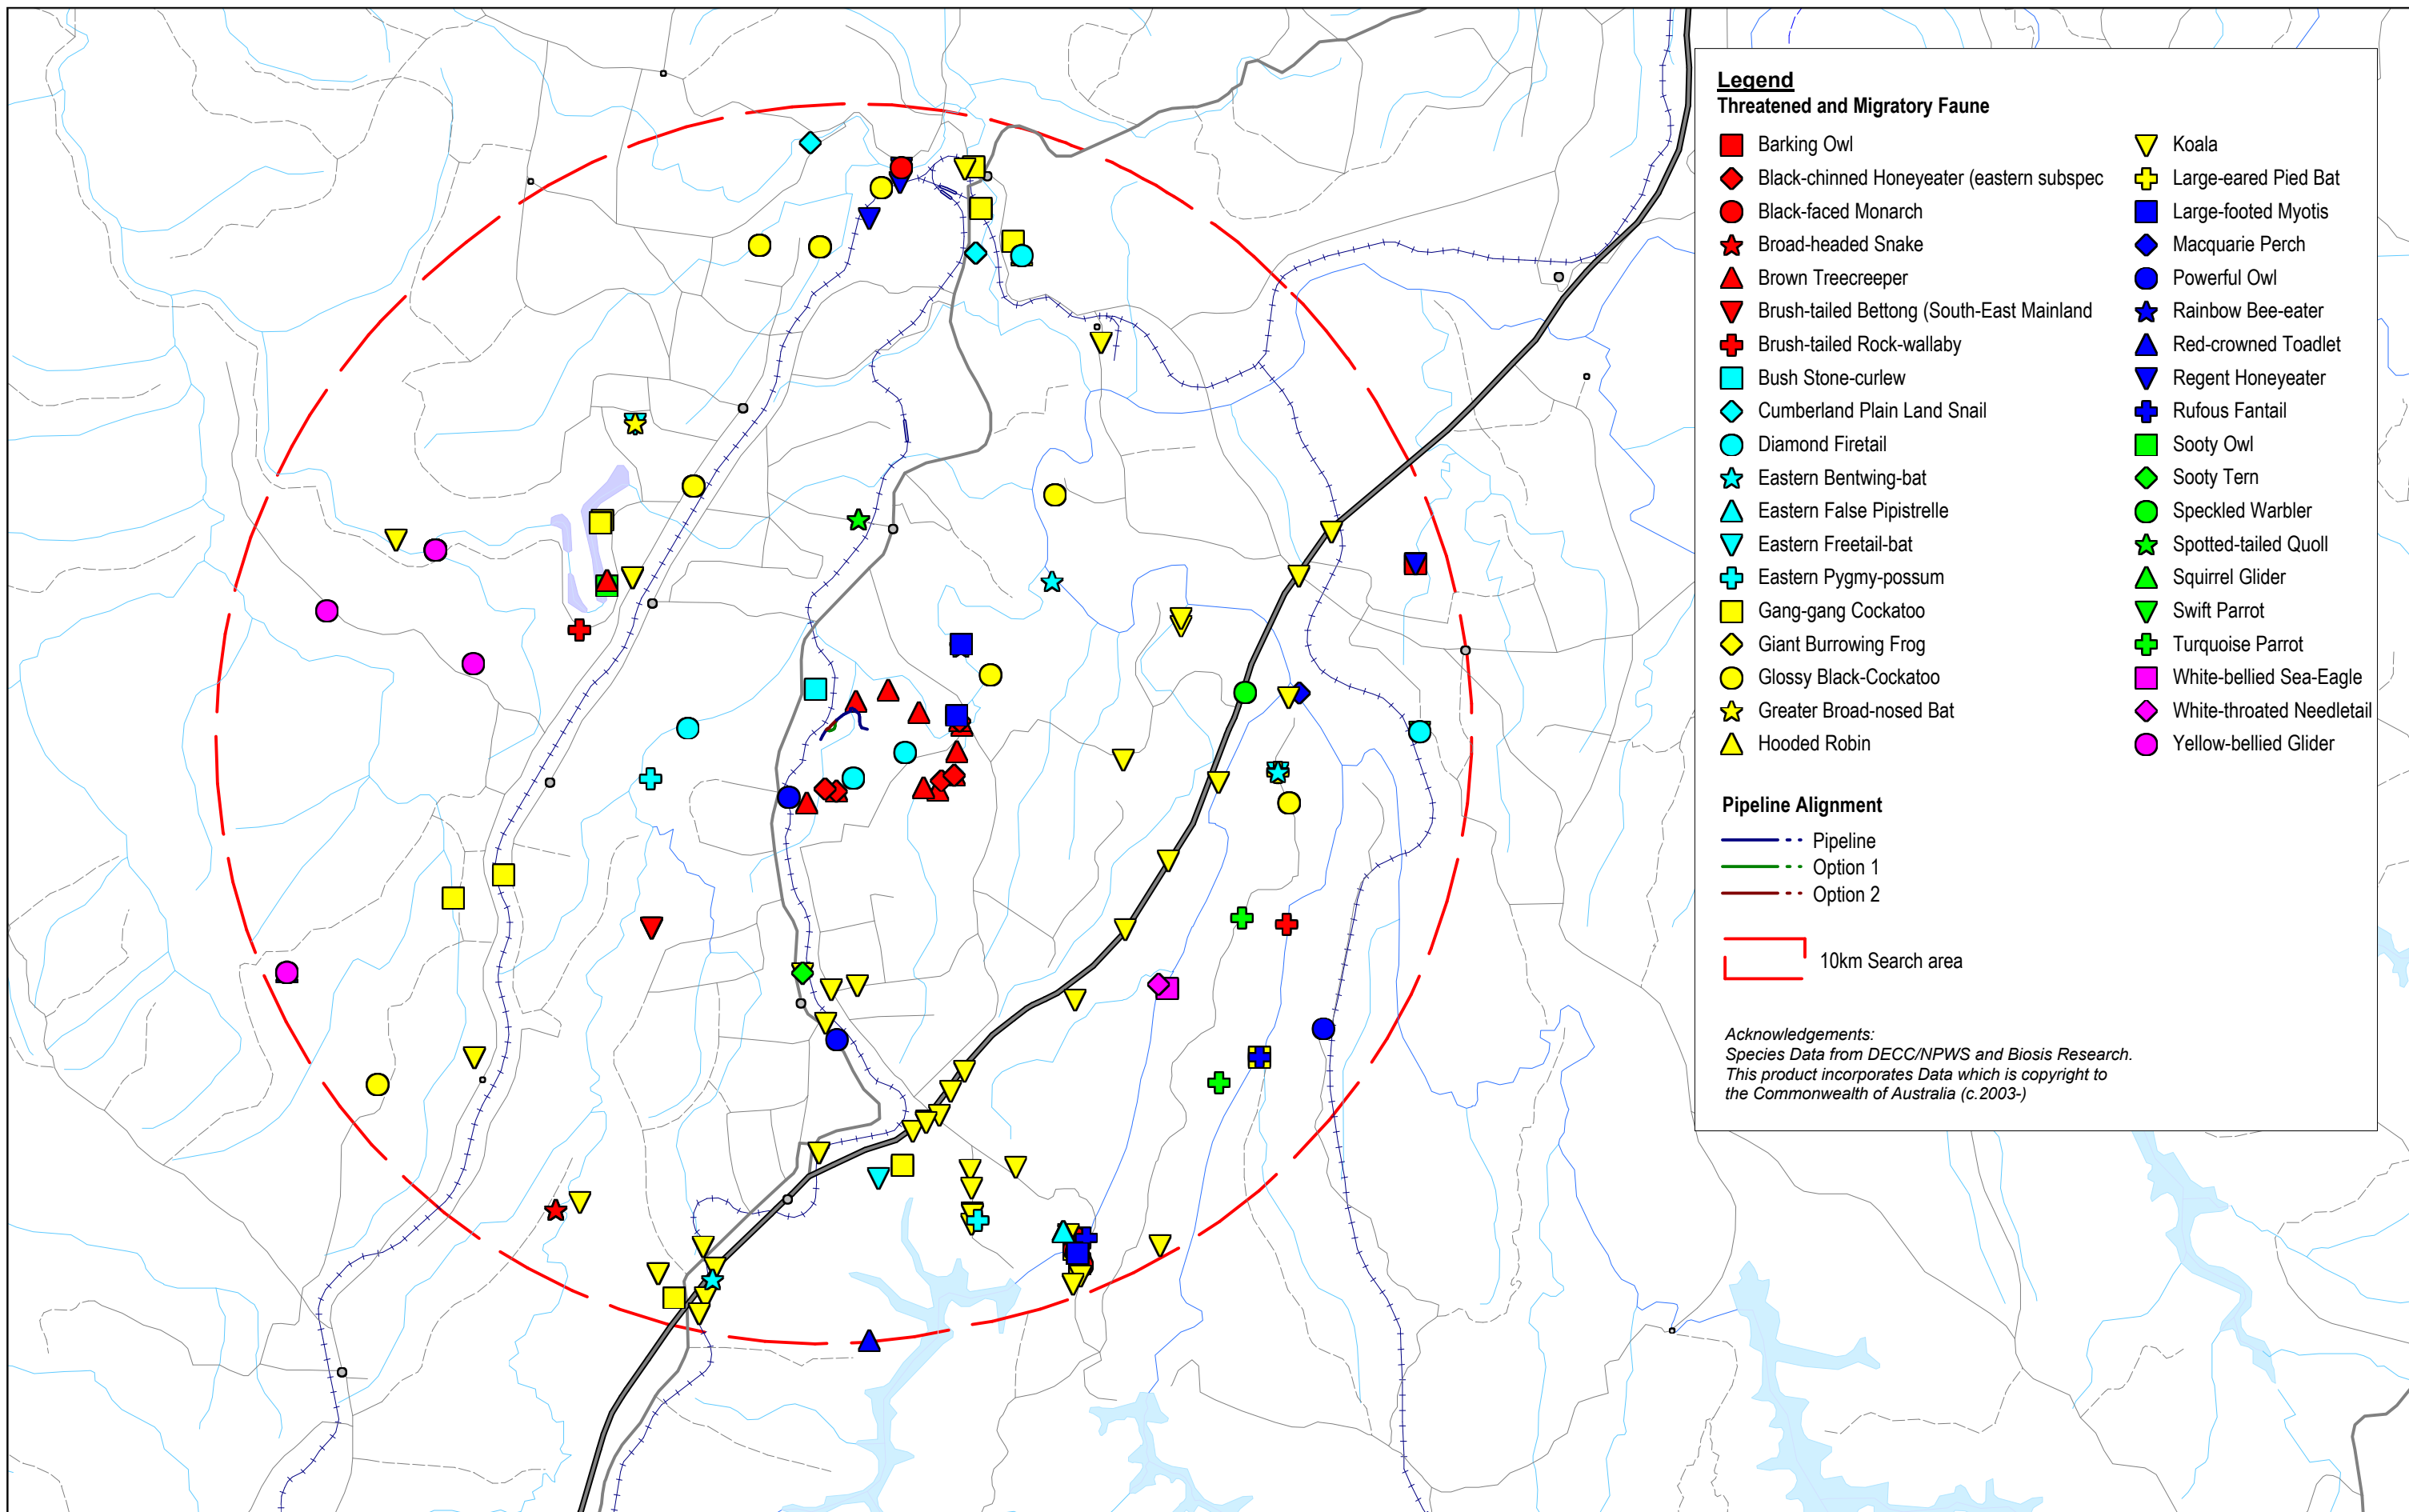 Legend
Threatened and Migratory Faune
Barking Owl
Black-chinned Honeyeater (eastern subspec
Black-faced Monarch
Broad-headed Snake
Brown Treecreeper
Brush-tailed Bettong (South-East Mainland
Brush-tailed Rock-wallaby
Bush Stone-curlew
Cumberland Plain Land Snail
Diamond Firetail
Eastern Bentwing-bat
Eastern False Pipistrelle
Eastern Freetail-bat
Eastern Pygmy-possum
Gang-gang Cockatoo
Giant Burrowing Frog
Glossy Black-Cockatoo
Greater Broad-nosed Bat
Hooded Robin
Koala
Large-eared Pied Bat
Large-footed Myotis
Macquarie Perch
Powerful Owl
Rainbow Bee-eater
Red-crowned Toadlet
Regent Honeyeater
Rufous Fantail
Sooty Owl
Sooty Tern
Speckled Warbler
Spotted-tailed Quoll
Squirrel Glider
Swift Parrot
Turquoise Parrot
White-bellied Sea-Eagle
White-throated Needletail
Yellow-bellied Glider
Pipeline Alignment
Pipeline
Option 1
Option 2
10km Search area
Acknowledgements:
Species Data from DECC/NPWS and Biosis Research.
This product incorporates Data which is copyright to
the Commonwealth of Australia (c.2003-)